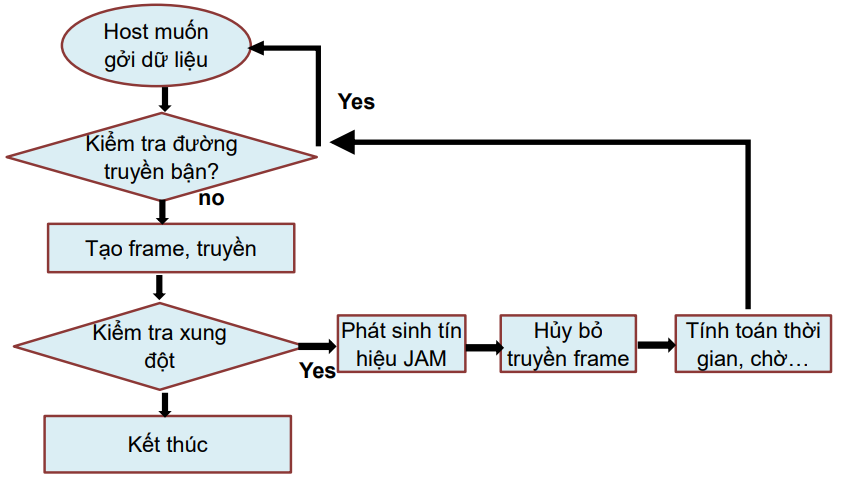 Host muốn
gởi dữ liệu
Yes
Kiểm tra đường
truyền bận?
no
Tạo frame, truyền
Kiểm tra xung
đột
Yes
Phát sinh tín
hiệu JAM
Hủy bỏ
truyền frame
Tính toán thời
gian, chờ…
Kết thúc